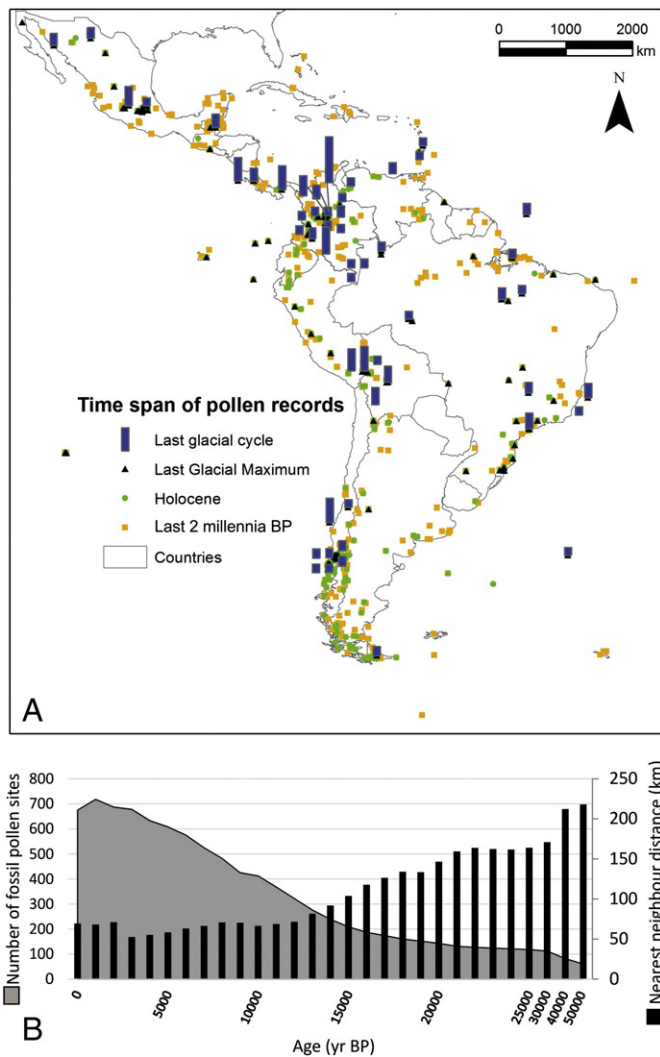 A
0 1000 2000
km
N
Time span of pollen records
Last glacial cycle
Last Glacial Maximum
Holocene
Last 2 millennia BP
Countries
B
Number of fossil pollen sites
800
700
600
500
400
300
200
100
0
250
200
150
100
50
0
Nearest neighbour distance (km)
0 5000 10000 15000 20000 25000 30000 40000 50000
Age (yr BP)